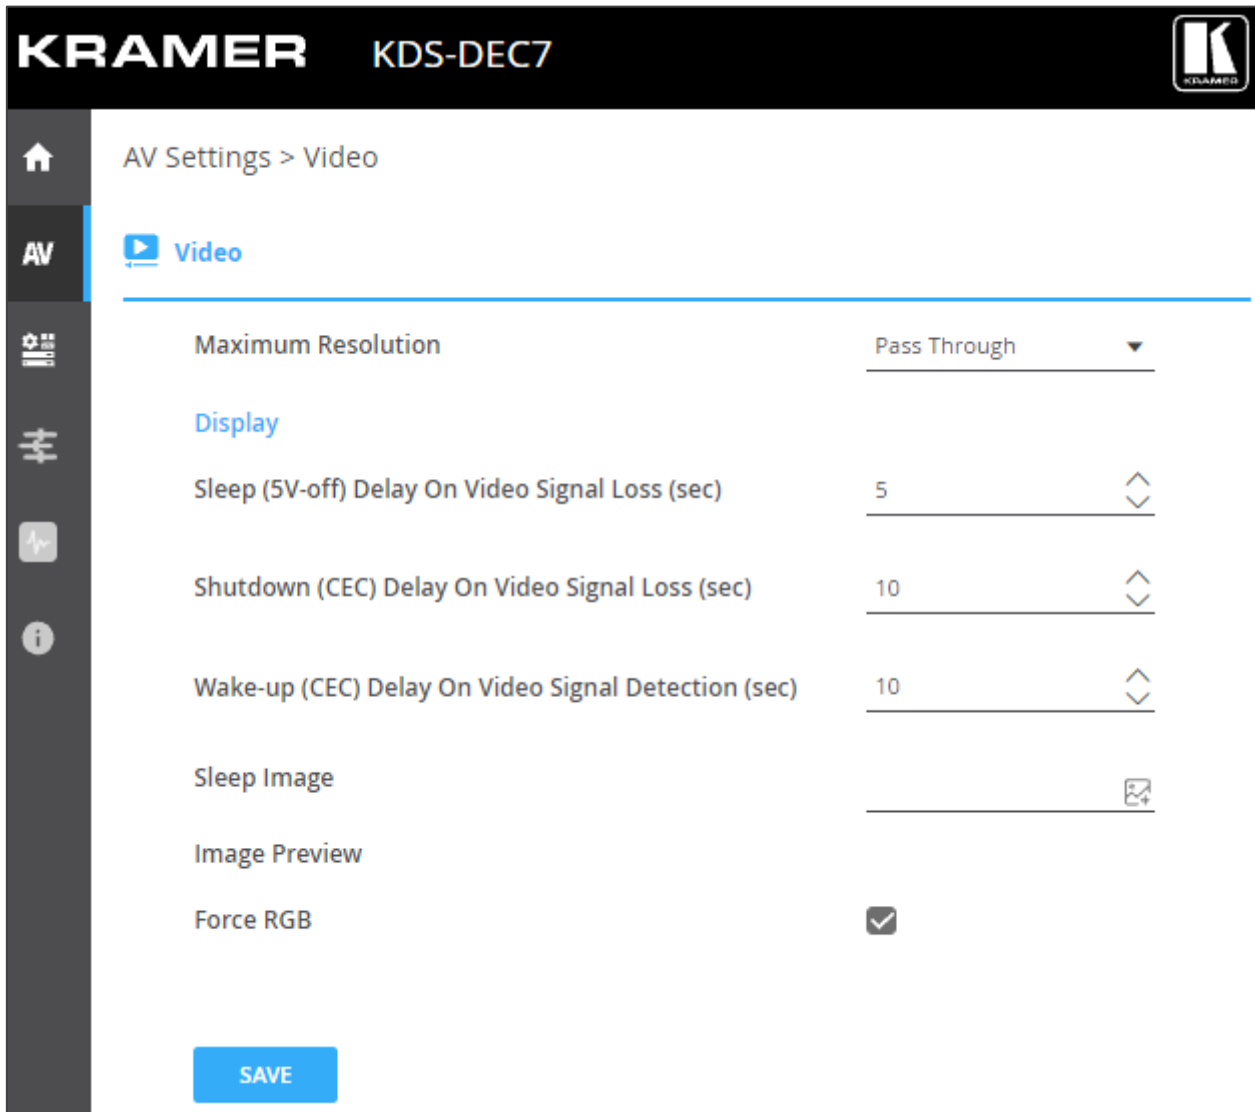 KRAMER KDS-DEC7 KRAMER
AV Settings > Video
AV
Video
Maximum Resolution Pass Through
Display
Sleep (5V-off) Delay On Video Signal Loss (sec) 5
Shutdown (CEC) Delay On Video Signal Loss (sec) 10
Wake-up (CEC) Delay On Video Signal Detection (sec) 10
Sleep Image
Image Preview
Force RGB
SAVE